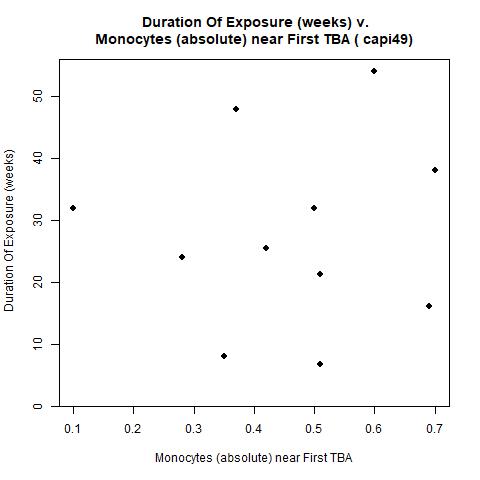 Duration Of Exposure (weeks) v.
Monocytes (absolute) near First TBA ( capi49)
Duration Of Exposure (weeks)
50
40
30
20
10
0
0.1 0.2 0.3 0.4 0.5 0.6 0.7
Monocytes (absolute) near First TBA